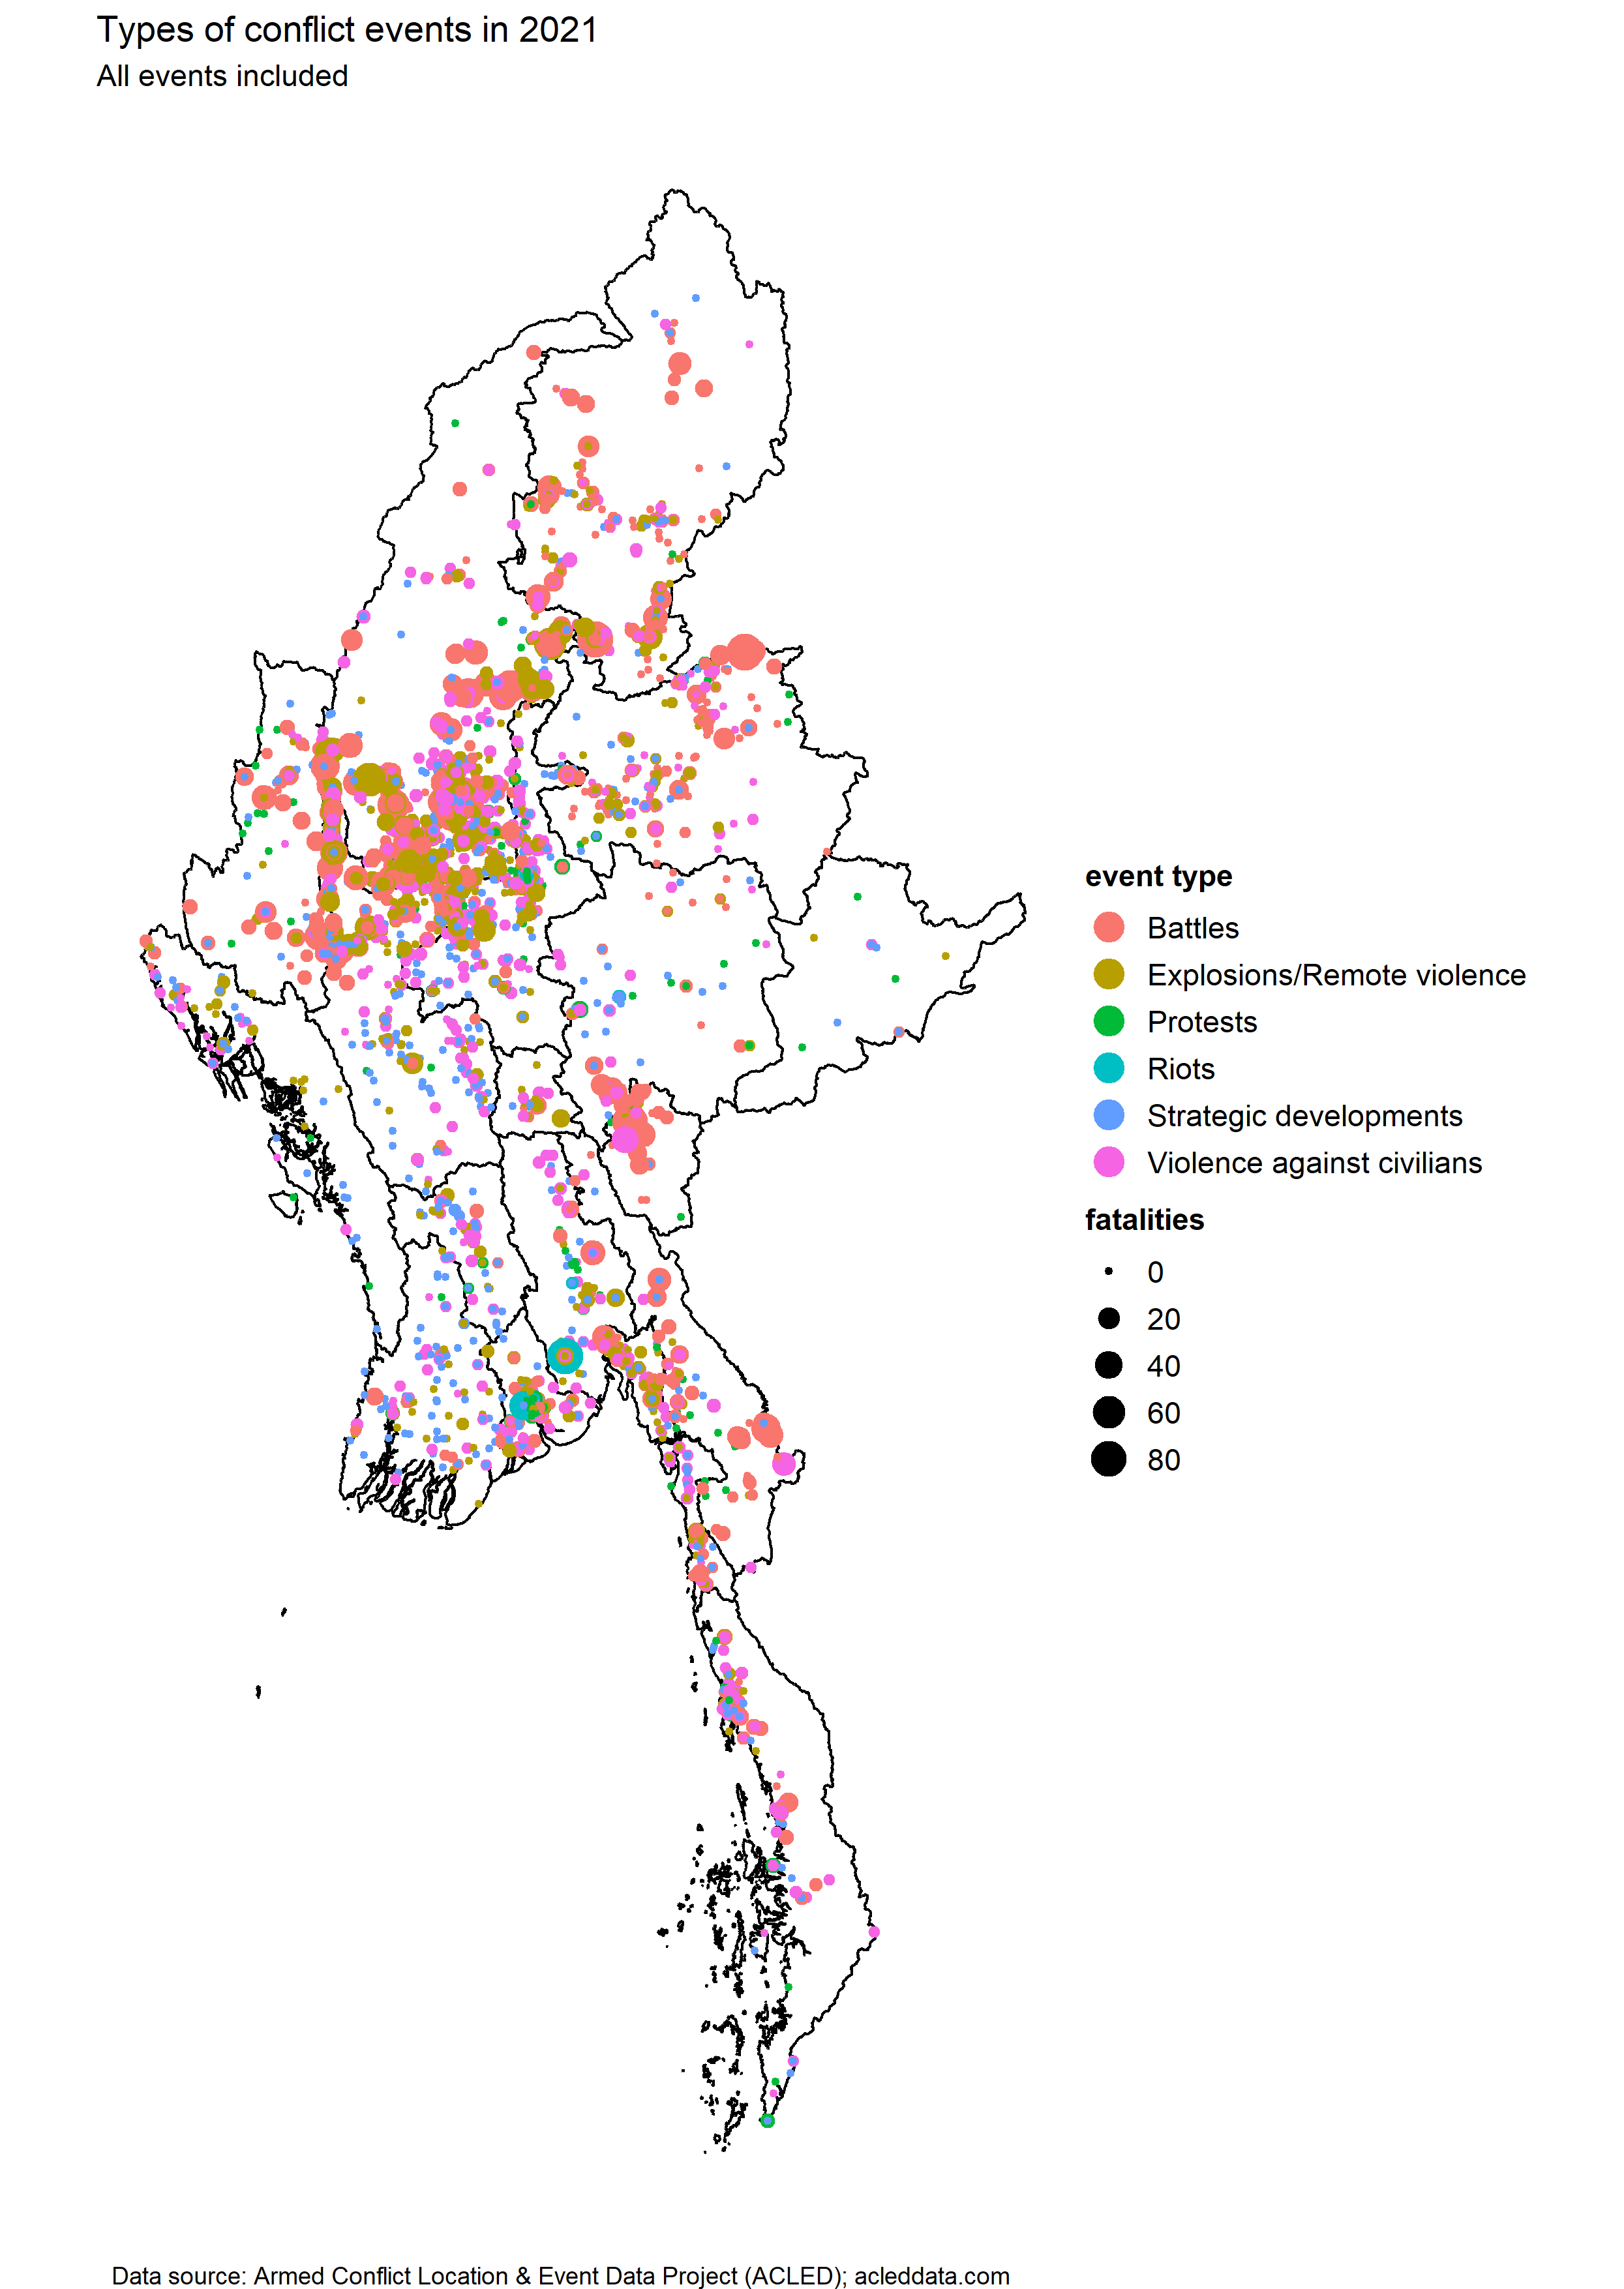 Types of conflict events in 2021
All events included
event type
Battles
Explosions/Remote violence
Protests
Riots
Strategic developments
Violence against civilians
fatalities
0
20
40
60
80
Data source: Armed Conflict Location & Event Data Project (ACLED); acleddata.com